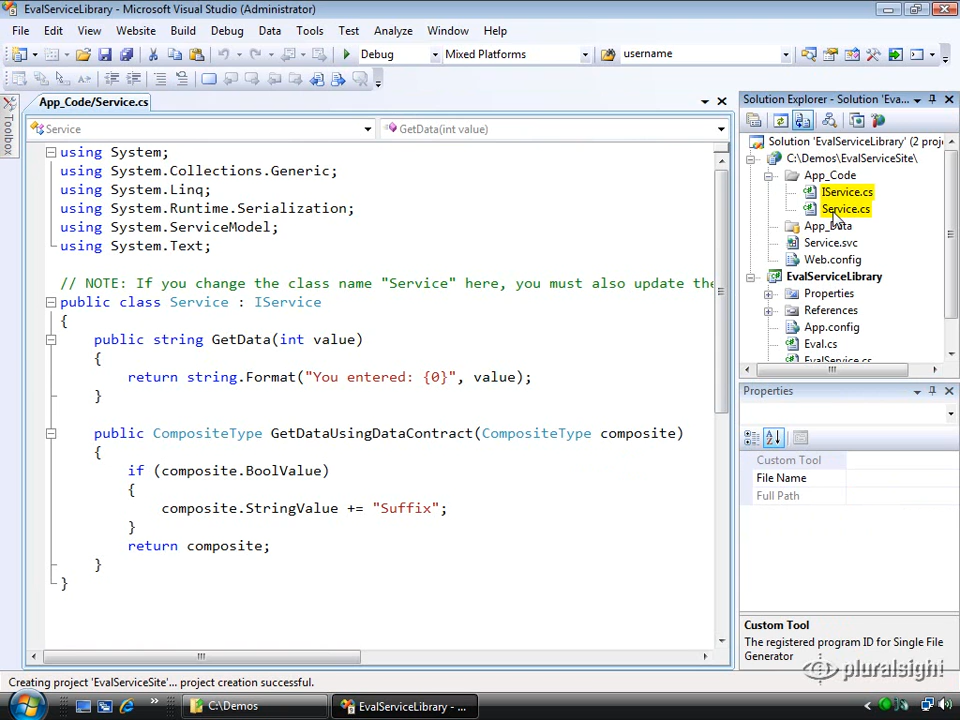 EvalServiceLibrary - Microsoft Visual Studio (Administrator)
File Edit View Website Build Debug Data Tools Test Analyze Window Help
Debug Mixed Platforms username
Toolbox
App_Code/Service.cs
Service GetData(int value)
using System;
using System.Collections.Generic;
using System.Linq;
using System.Runtime.Serialization;
using System.ServiceModel;
using System.Text;
// NOTE: If you change the class name "Service" here, you must also update the
public class Service : IService
{
public string GetData(int value)
{
return string.Format("You entered: {0}", value);
}
public CompositeType GetDataUsingDataContract(CompositeType composite)
{
if (composite.BoolValue)
{
composite.StringValue += "Suffix";
}
return composite;
}
}
Solution Explorer - Solution 'Eva...
Solution 'EvalServiceLibrary' (2 proj
C:\Demos\EvalServiceSite\
App_Code
IService.cs
Service.cs
App_Data
Service.svc
Web.config
EvalServiceLibrary
Properties
References
App.config
Eval.cs
EvalService.cs
Properties
Custom Tool
File Name
Full Path
Custom Tool
The registered program ID for Single File
Generator
pluralsight
Creating project 'EvalServiceSite'... project creation successful.
C:\Demos
EvalServiceLibrary - ...